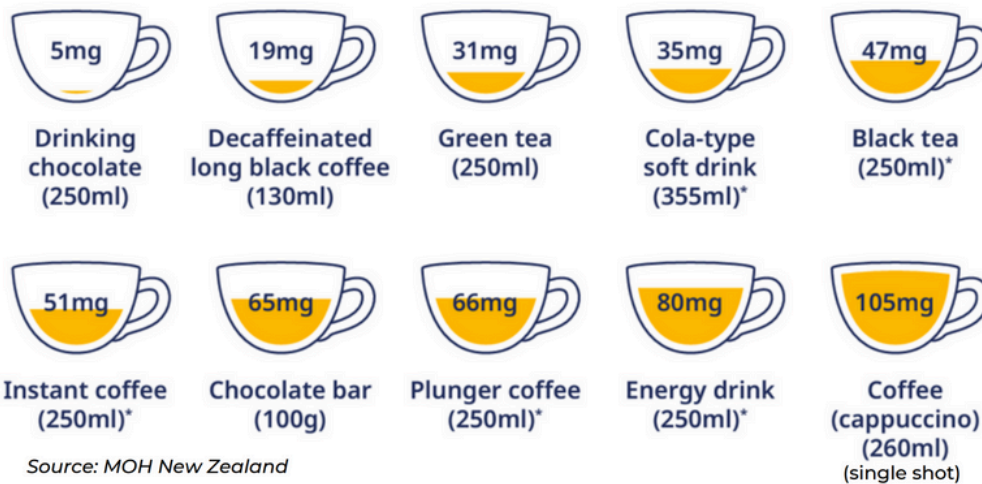 5mg
19mg
31mg
35mg
47mg
Drinking
chocolate
(250ml)
Decaffeinated
long black coffee
(130ml)
Green tea
(250ml)
Cola-type
soft drink
(355ml)*
Black tea
(250ml)*
51mg
65mg
66mg
80mg
105mg
Instant coffee
(250ml)*
Chocolate bar
(100g)
Plunger coffee
(250ml)*
Energy drink
(250ml)*
Coffee
(cappuccino)
(260ml)
(single shot)
Source: MOH New Zealand